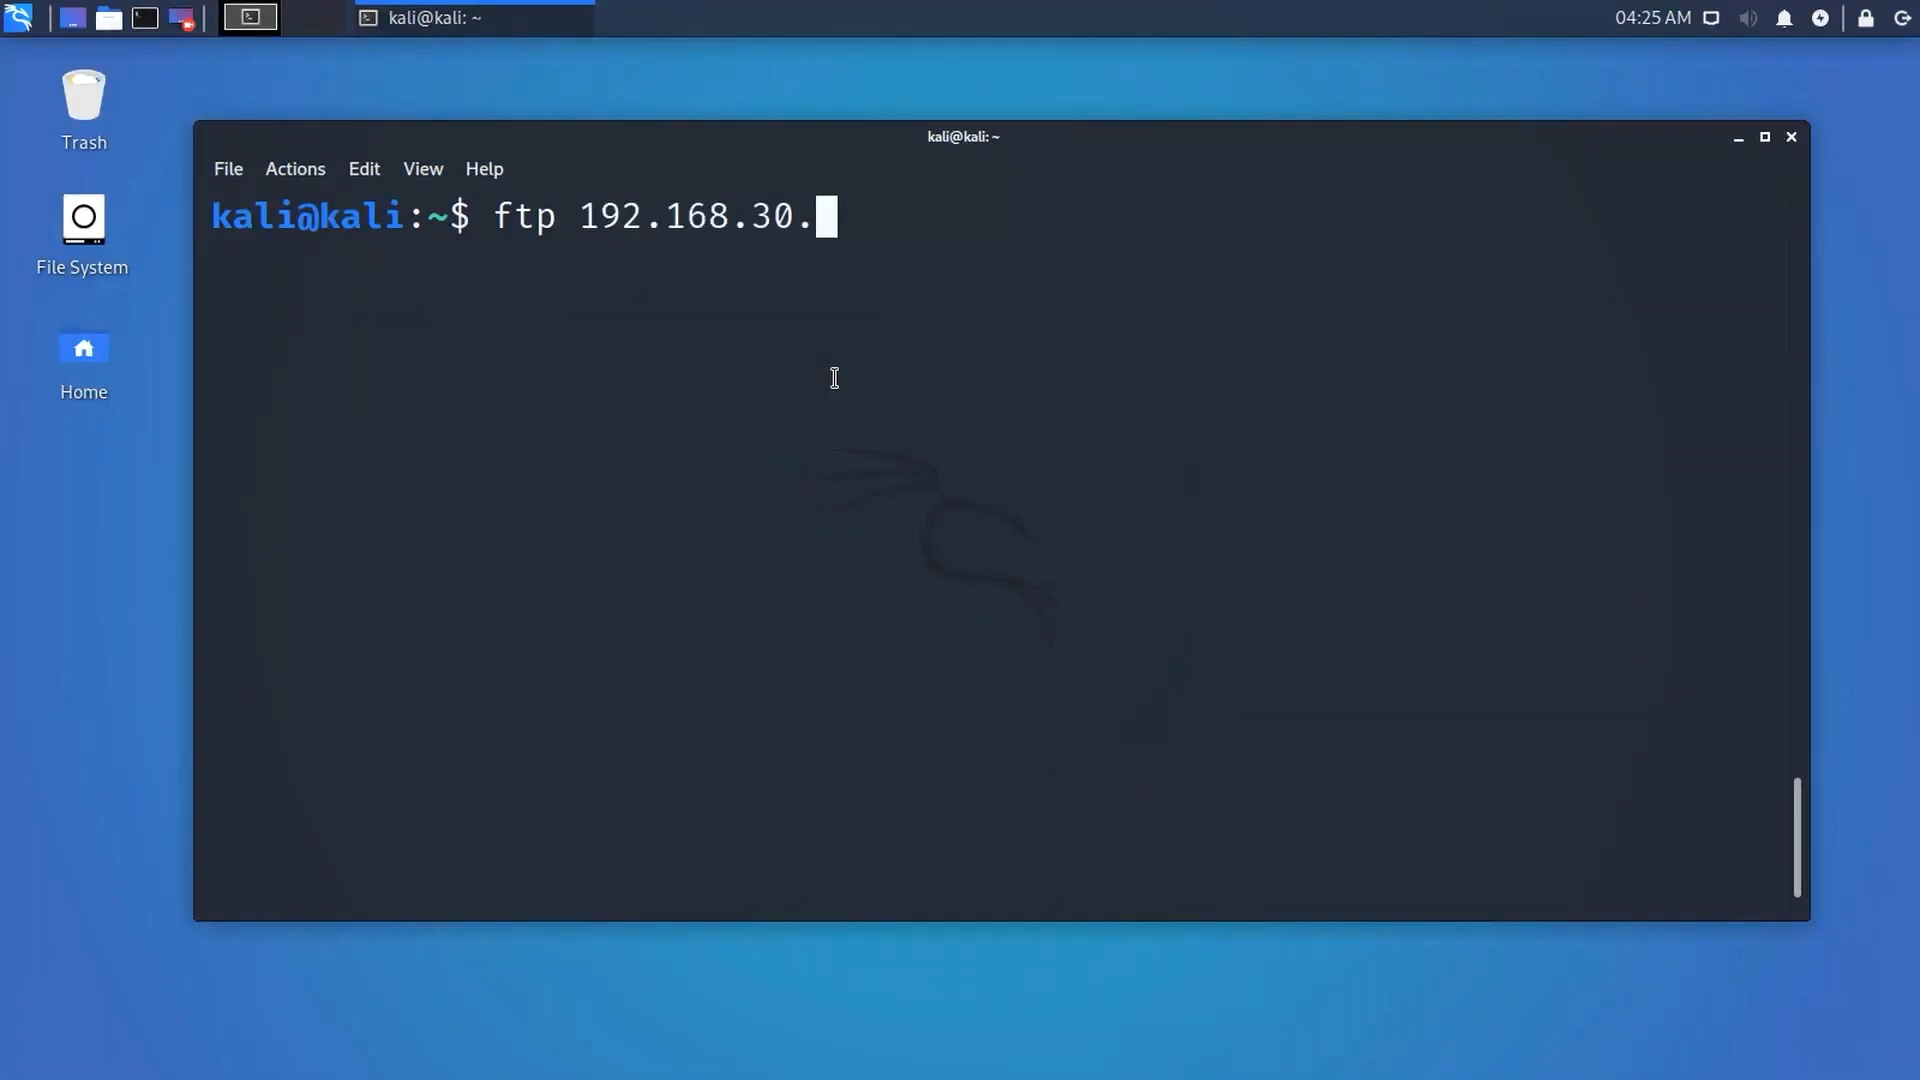 kali@kali: ~
04:25 AM
Trash
File System
Home
kali@kali: ~
File Actions Edit View Help
kali@kali:~$ ftp 192.168.30.